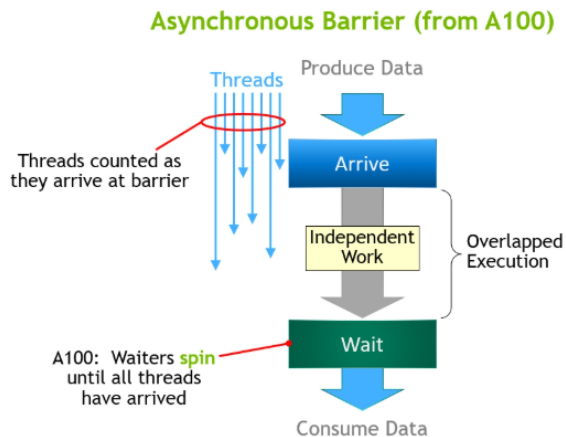 Asynchronous Barrier (from A100)
Produce Data
Threads
Threads counted as
they arrive at barrier
Arrive
Independent
Work
Overlapped
Execution
Wait
A100: Waiters spin
until all threads
have arrived
Consume Data